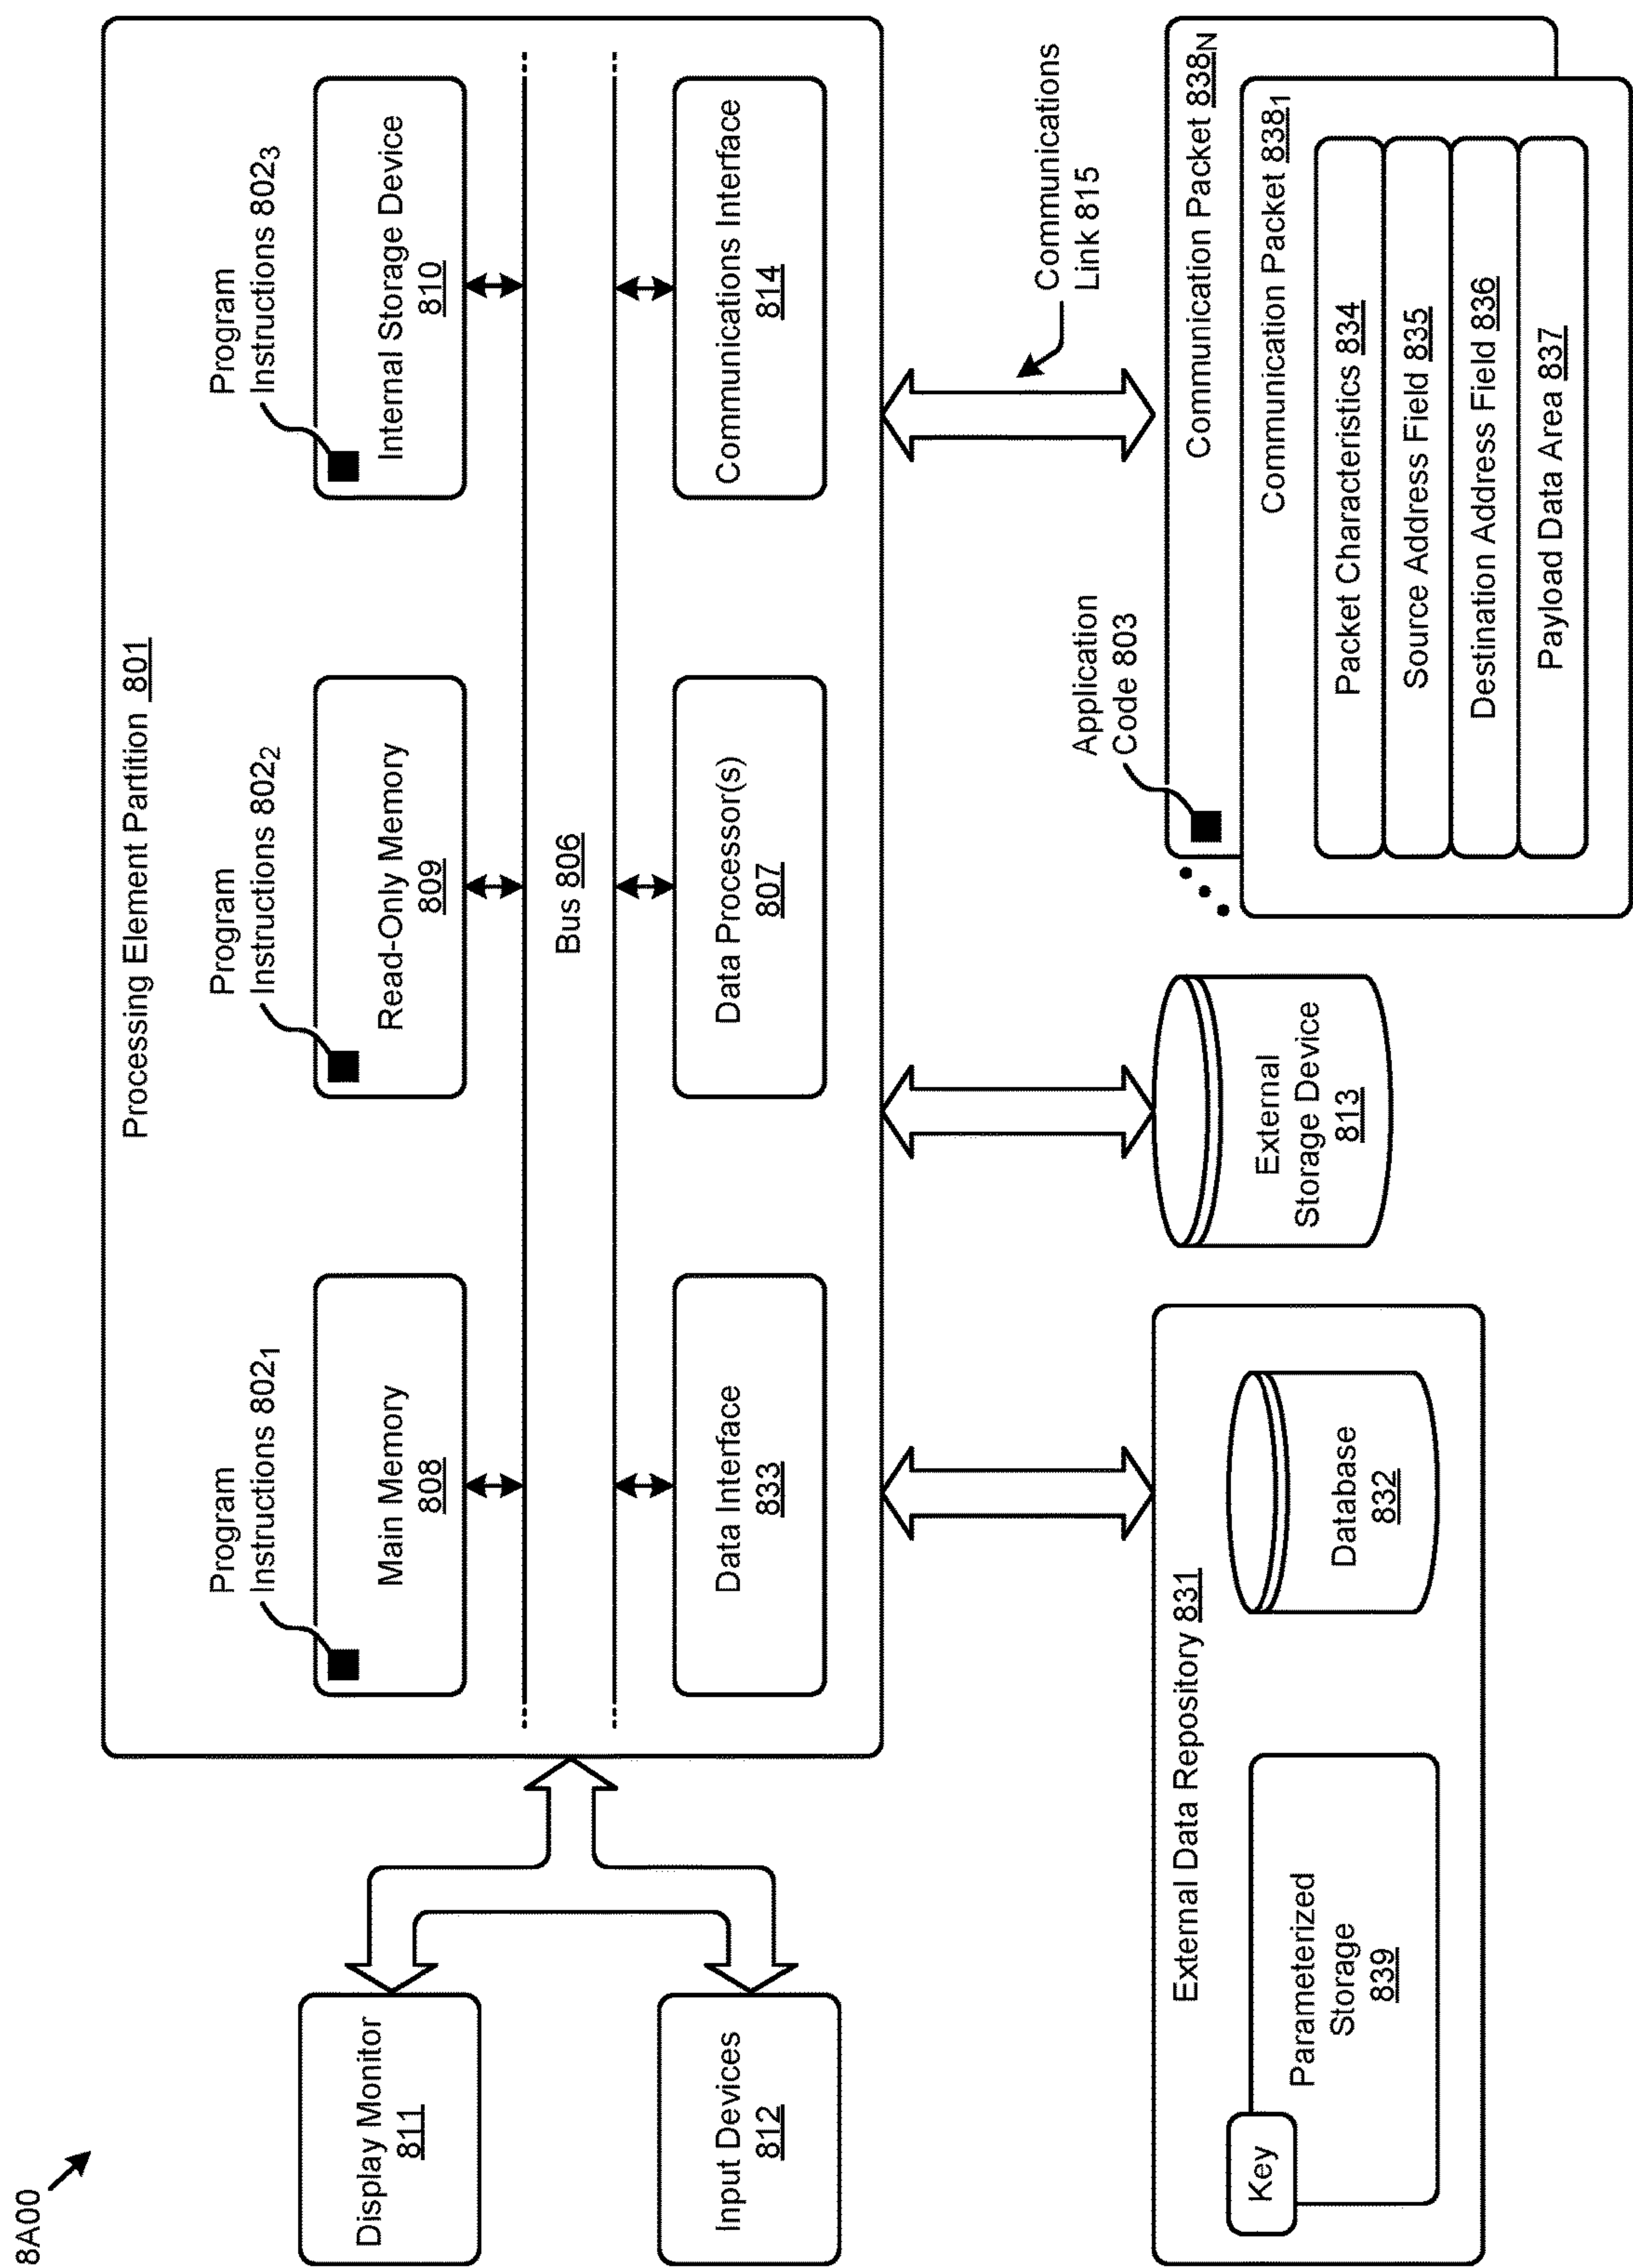 8A00
Processing Element Partition 801
Program
Instructions 802₁
Program
Instructions 802₂
Program
Instructions 802₃
Main Memory
808
Read-Only Memory
809
Internal Storage Device
810
Display Monitor
811
Bus 806
Input Devices
812
Data Interface
833
Data Processor(s)
807
Communications Interface
814
Communications
Link 815
External Data Repository 831
Key
Parameterized
Storage
839
Database
832
External
Storage Device
813
Application
Code 803
Communication Packet 838N
Communication Packet 838₁
Packet Characteristics 834
Source Address Field 835
Destination Address Field 836
Payload Data Area 837